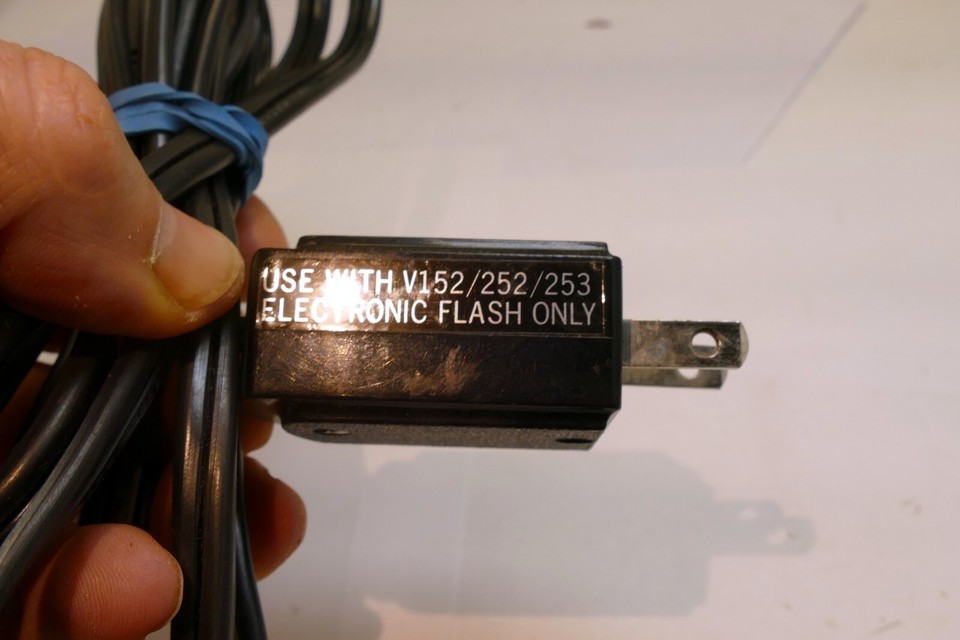 USE WITH V152/252/253
ELECTRONIC FLASH ONLY